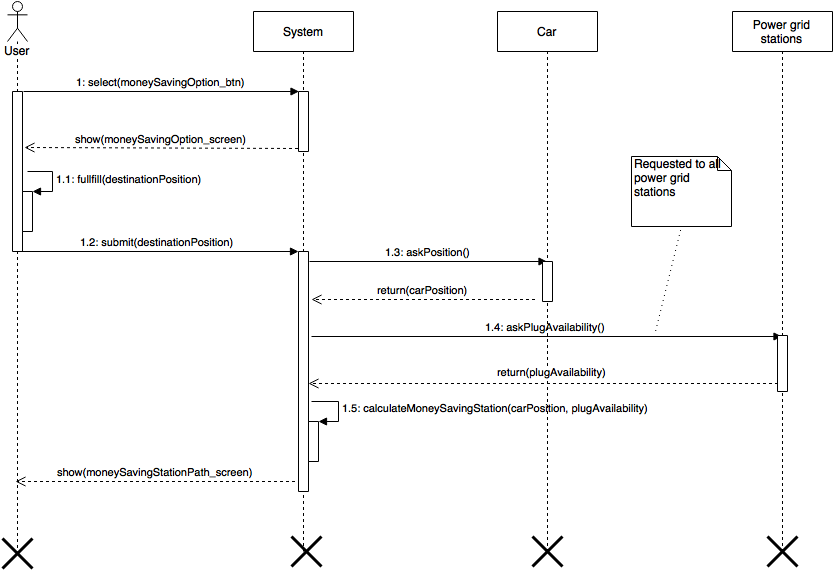 User
System
Car
Power grid
stations
1: select(moneySavingOption_btn)
show(moneySavingOption_screen)
Requested to all
power grid
stations
1.1: fullfill(destinationPosition)
1.2: submit(destinationPosition)
1.3: askPosition()
return(carPosition)
1.4: askPlugAvailability()
return(plugAvailability)
1.5: calculateMoneySavingStation(carPosition, plugAvailability)
show(moneySavingStationPath_screen)